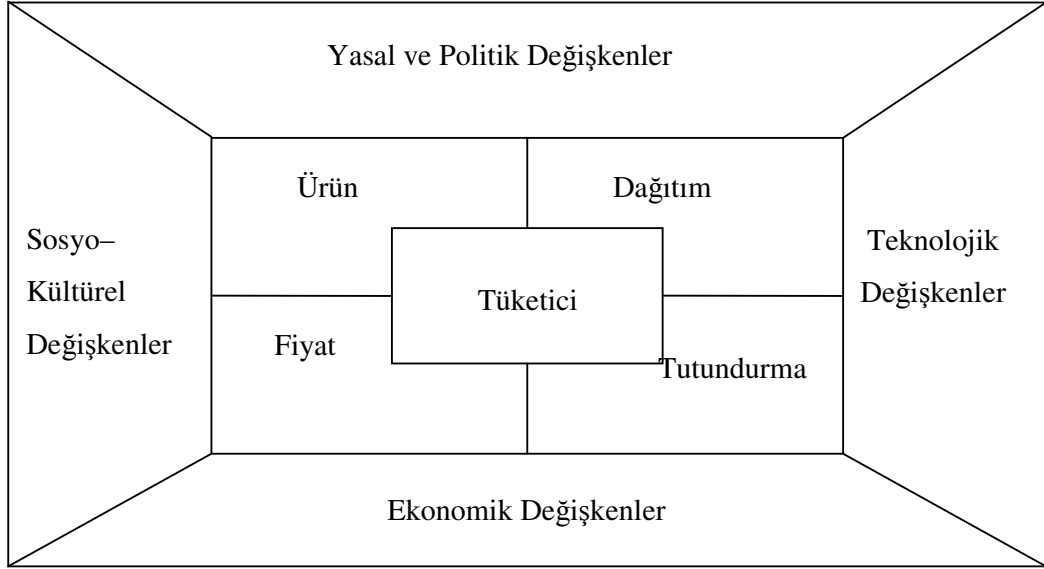 Yasal ve Politik Değişkenler
Ürün
Dağıtım
Sosyo–
Kültürel
Değişkenler
Teknolojik
Değişkenler
Tüketici
Fiyat
Tutundurma
Ekonomik Değişkenler